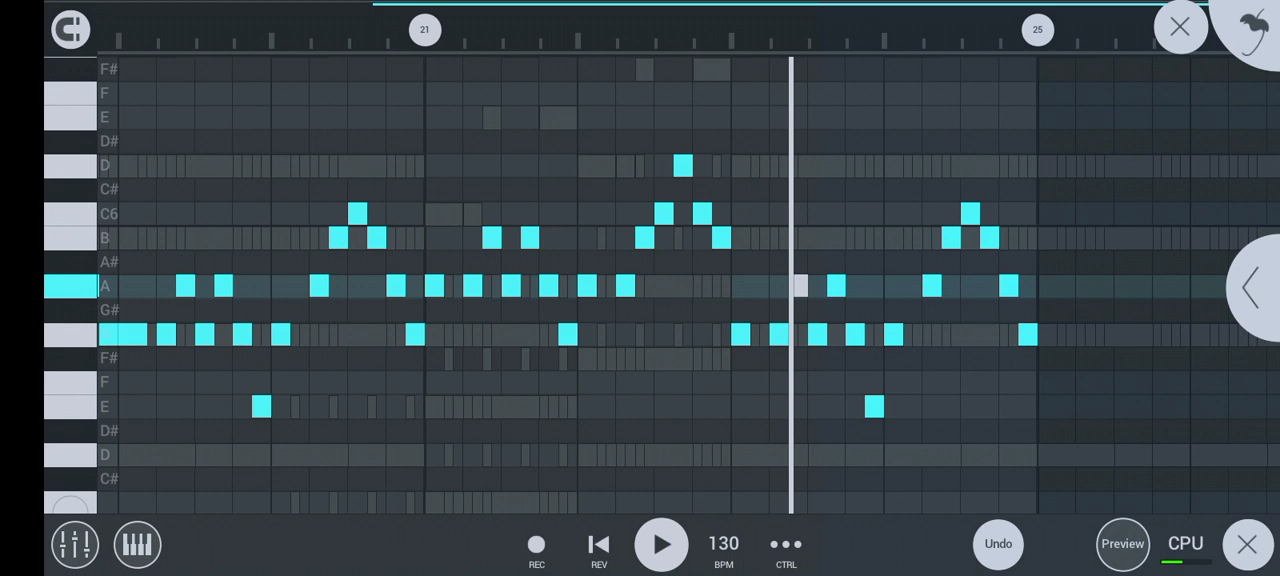 21
25
F#
F
E
D#
D
C#
C6
B
A#
A
G#
F#
F
E
D#
D
C#
130
Undo
Preview
CPU
REC
REV
BPM
CTRL